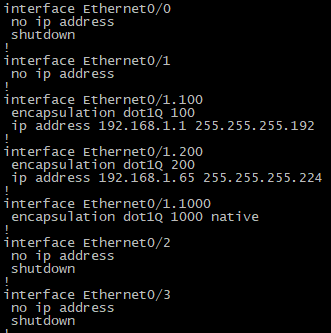 interface Ethernet0/0
 no ip address
 shutdown
!
interface Ethernet0/1
 no ip address
!
interface Ethernet0/1.100
 encapsulation dot1Q 100
 ip address 192.168.1.1 255.255.255.192
!
interface Ethernet0/1.200
 encapsulation dot1Q 200
 ip address 192.168.1.65 255.255.255.224
!
interface Ethernet0/1.1000
 encapsulation dot1Q 1000 native
!
interface Ethernet0/2
 no ip address
 shutdown
!
interface Ethernet0/3
 no ip address
 shutdown
!